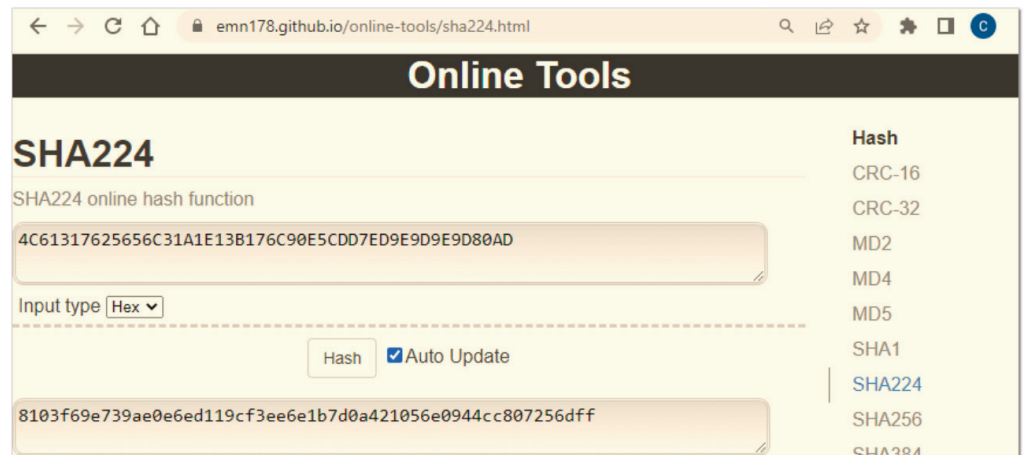 emn178.github.io/online-tools/sha224.html
C
Online Tools
SHA224
SHA224 online hash function
4C61317625656C31A1E13B176C90E5CDD7ED9E9D9E9D80AD
Input type Hex
Hash Auto Update
8103f69e739ae0e6ed119cf3ee6e1b7d0a421056e0944cc807256dff
Hash
CRC-16
CRC-32
MD2
MD4
MD5
SHA1
SHA224
SHA256
SHA384